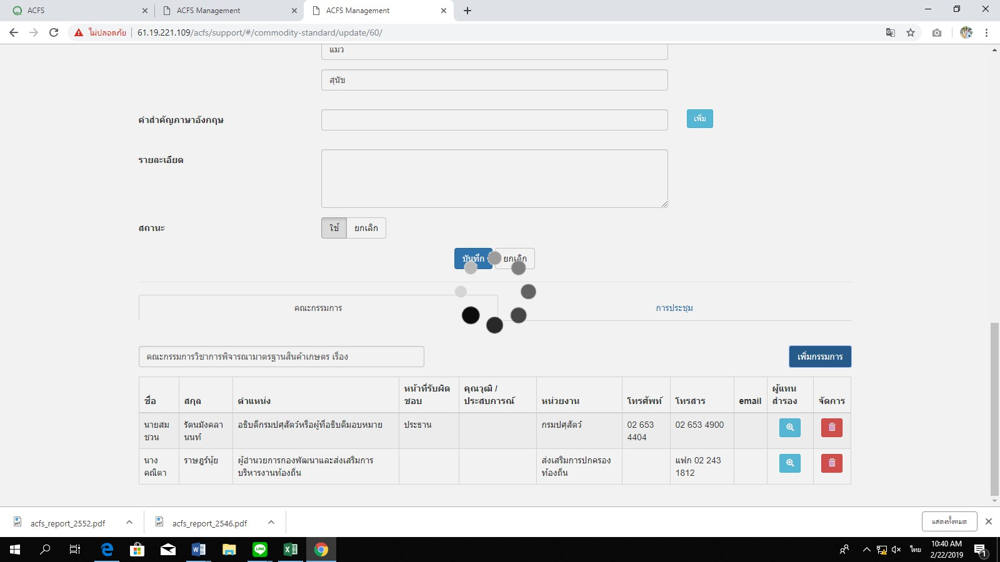 ACFS
ACFS Management
ACFS Management
ไม่ปลอดภัย
61.19.221.109/acfs/support/#/commodity-standard/update/60/
แมว
สุนัข
คำสำคัญภาษาอังกฤษ
เพิ่ม
รายละเอียด
สถานะ
ใช้
ยกเลิก
บันทึก
ยกเลิก
คณะกรรมการ
การประชุม
คณะกรรมการวิชาการพิจารณามาตรฐานสินค้าเกษตร เรื่อง
เพิ่มกรรมการ
ชื่อ
สกุล
ตำแหน่ง
หน้าที่รับผิด
ชอบ
คุณวุฒิ /
ประสบการณ์
หน่วยงาน
โทรศัพท์
โทรสาร
email
ผู้แทน
สำรอง
จัดการ
นายสม
ชวน
รัตนมังคลา
นนท์
อธิบดีกรมปศุสัตว์หรือผู้ที่อธิบดีมอบหมาย
ประธาน
กรมปศุสัตว์
02 653
4404
02 653 4900
นาง
คณิตา
ราษฎร์นุ้ย
ผู้อำนวยการกองพัฒนาและส่งเสริมการ
บริหารงานท้องถิ่น
ส่งเสริมการปกครอง
ท้องถิ่น
แฟก 02 243
1812
acfs_report_2552.pdf
acfs_report_2546.pdf
แสดงทั้งหมด
ไทย
10:40 AM
2/22/2019
1